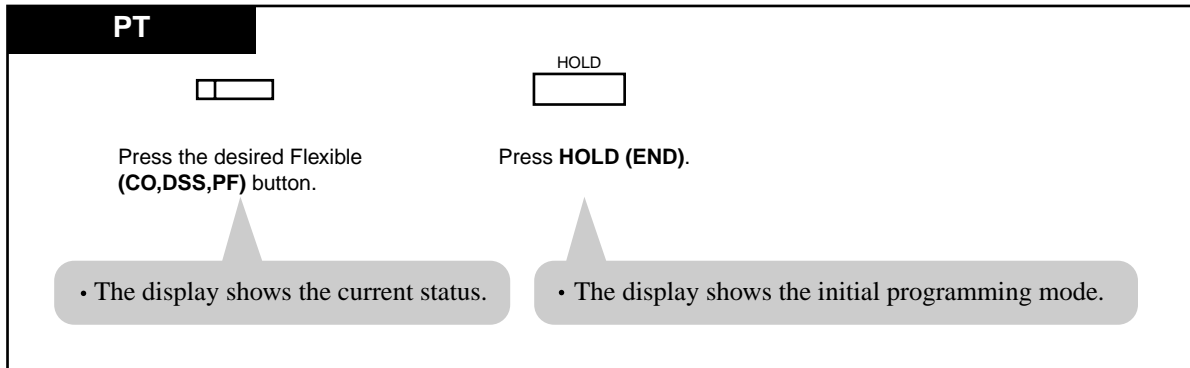 PT
HOLD
Press the desired Flexible
(CO,DSS,PF) button.
Press HOLD (END).
• The display shows the current status.
• The display shows the initial programming mode.